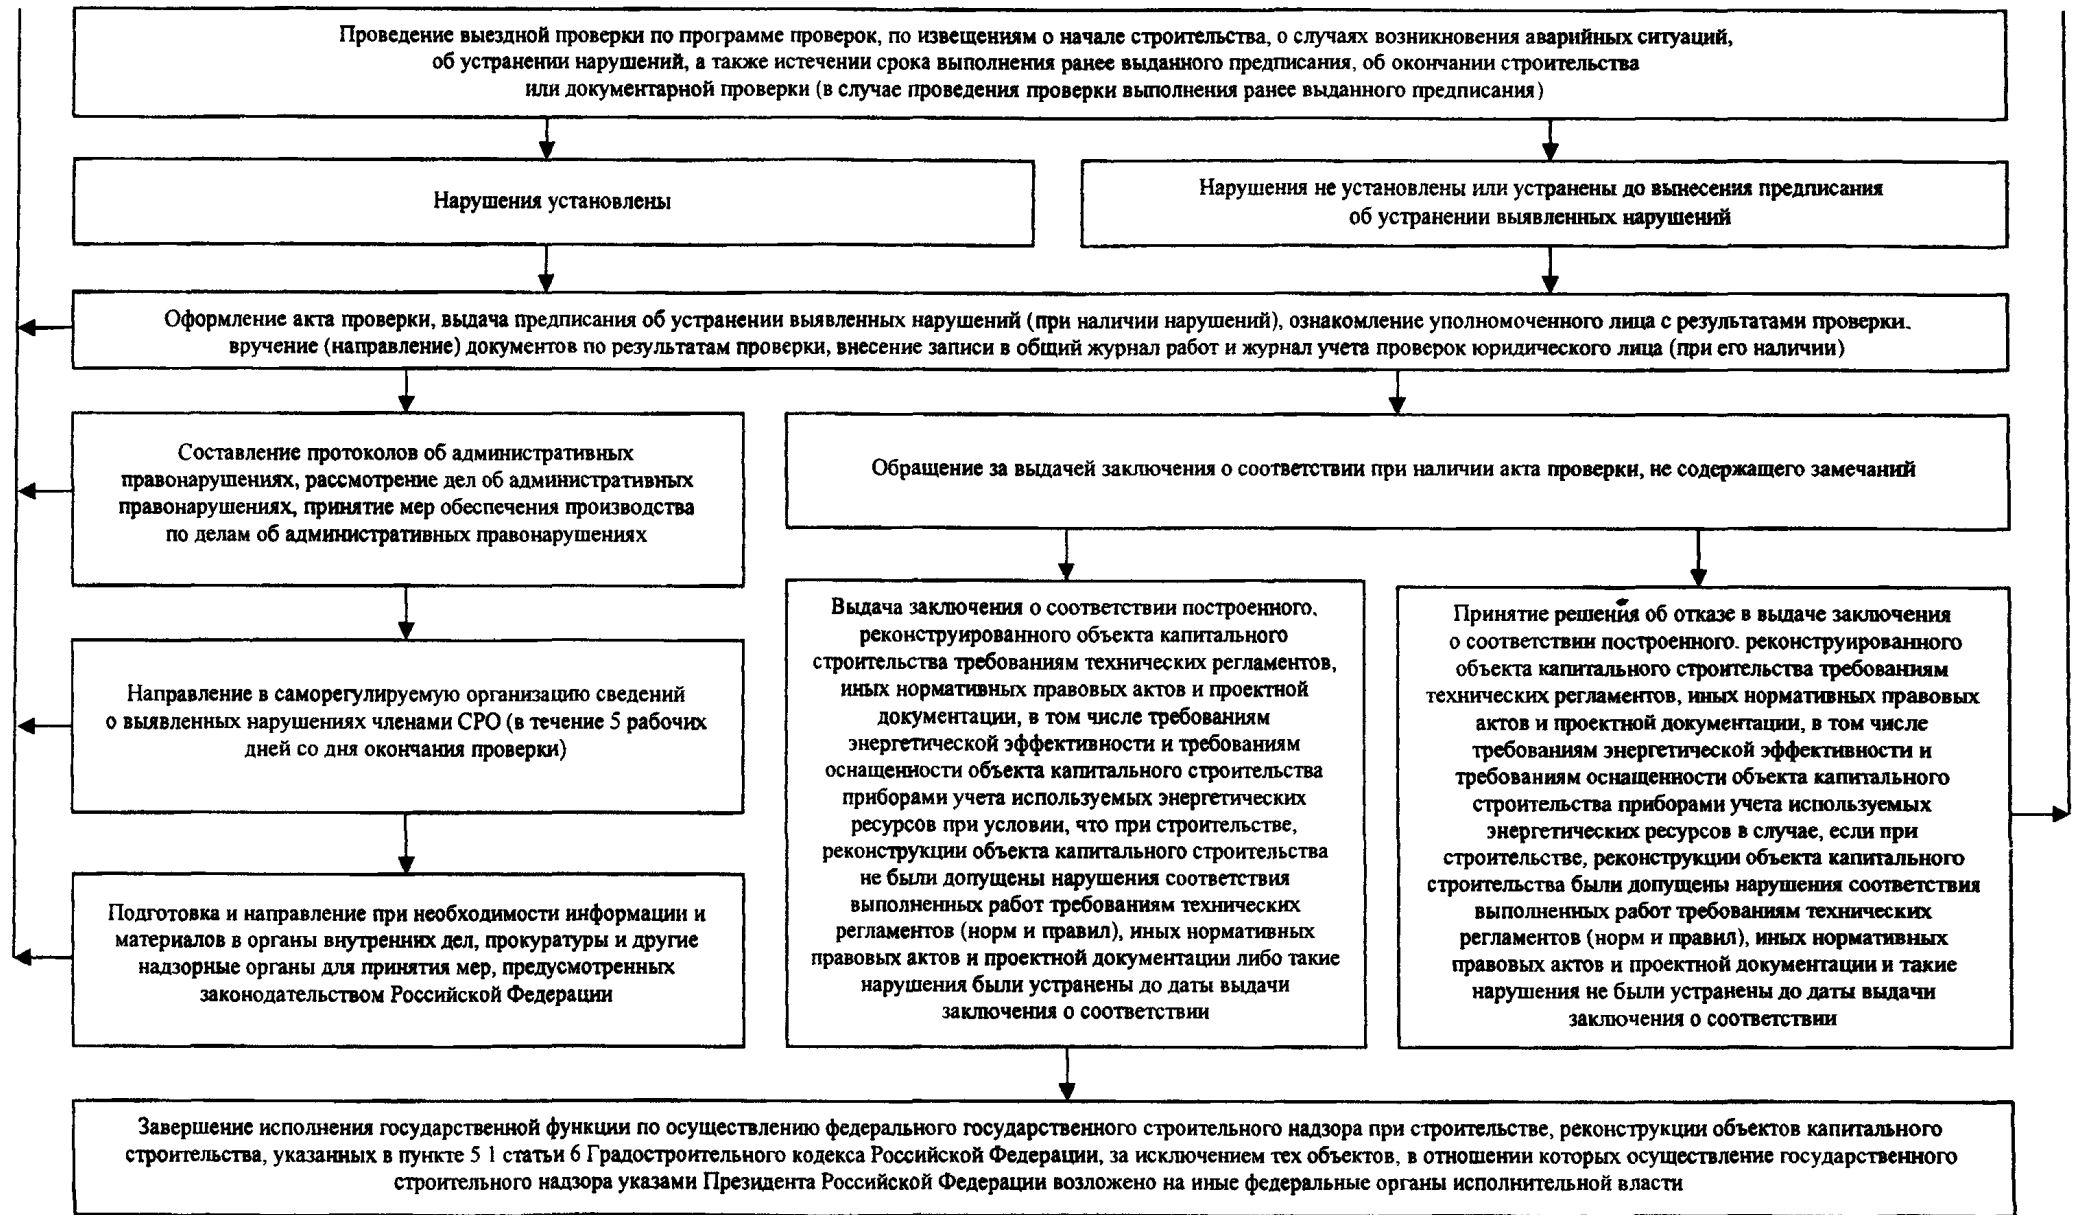 Проведение выездной проверки по программе проверок, по извещениям о начале строительства, о случаях возникновения аварийных ситуаций,
об устранении нарушений, а также истечении срока выполнения ранее выданного предписания, об окончании строительства
или документарной проверки (в случае проведения проверки выполнения ранее выданного предписания)
Нарушения установлены
Нарушения не установлены или устранены до вынесения предписания
об устранении выявленных нарушений
Оформление акта проверки, выдача предписания об устранении выявленных нарушений (при наличии нарушений), ознакомление уполномоченного лица с результатами проверки.
вручение (направление) документов по результатам проверки, внесение записи в общий журнал работ и журнал учета проверок юридического лица (при его наличии)
Составление протоколов об административных
правонарушениях, рассмотрение дел об административных
правонарушениях, принятие мер обеспечения производства
по делам об административных правонарушениях
Обращение за выдачей заключения о соответствии при наличии акта проверки, не содержащего замечаний
Направление в саморегулируемую организацию сведений
о выявленных нарушениях членами СРО (в течение 5 рабочих
дней со дня окончания проверки)
Подготовка и направление при необходимости информации и
материалов в органы внутренних дел, прокуратуры и другие
надзорные органы для принятия мер, предусмотренных
законодательством Российской Федерации
Выдача заключения о соответствии построенного.
реконструированного объекта капитального
строительства требованиям технических регламентов,
иных нормативных правовых актов и проектной
документации, в том числе требованиям
энергетической эффективности и требованиям
оснащенности объекта капитального строительства
приборами учета используемых энергетических
ресурсов при условии, что при строительстве,
реконструкции объекта капитального строительства
не были допущены нарушения соответствия
выполненных работ требованиям технических
регламентов (норм и правил), иных нормативных
правовых актов и проектной документации либо такие
нарушения были устранены до даты выдачи
заключения о соответствии
Принятие решения об отказе в выдаче заключения
о соответствии построенного. реконструированного
объекта капитального строительства требованиям
технических регламентов, иных нормативных правовых
актов и проектной документации, в том числе
требованиям энергетической эффективности и
требованиям оснащенности объекта капитального
строительства приборами учета используемых
энергетических ресурсов в случае, если при
строительстве, реконструкции объекта капитального
строительства были допущены нарушения соответствия
выполненных работ требованиям технических
регламентов (норм и правил), иных нормативных
правовых актов и проектной документации и такие
нарушения не были устранены до даты выдачи
заключения о соответствии
Завершение исполнения государственной функции по осуществлению федерального государственного строительного надзора при строительстве, реконструкции объектов капитального
строительства, указанных в пункте 5 1 статьи 6 Градостроительного кодекса Российской Федерации, за исключением тех объектов, в отношении которых осуществление государственного
строительного надзора указами Президента Российской Федерации возложено на иные федеральные органы исполнительной власти